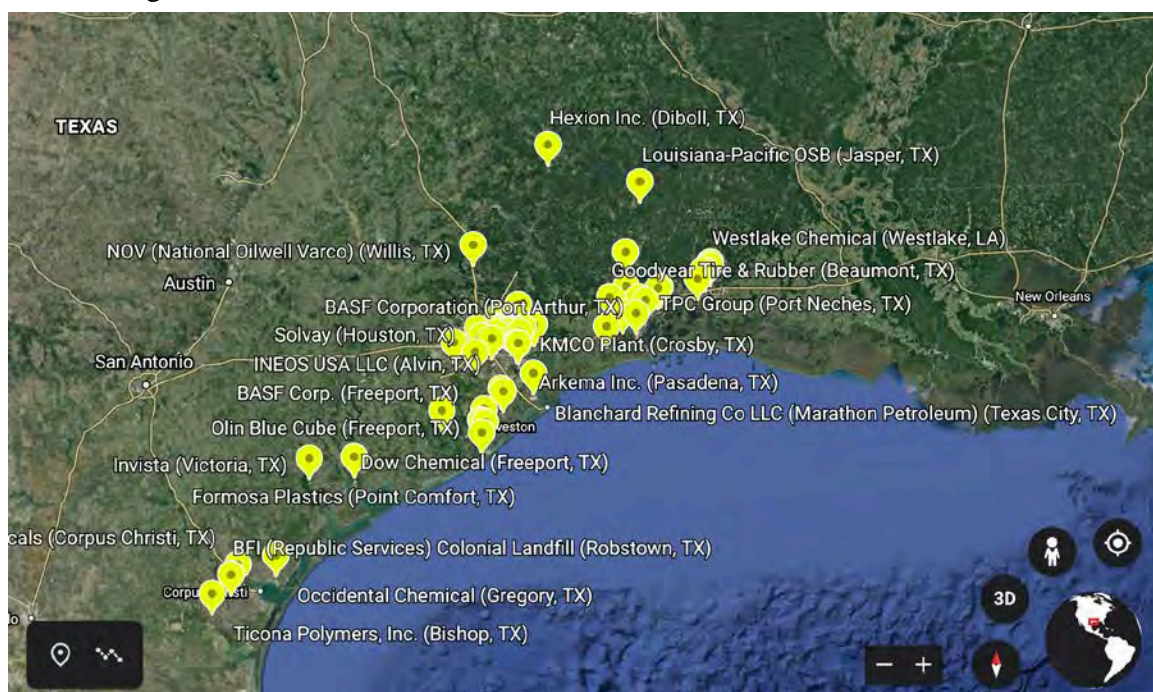 TEXAS
Hexion Inc. (Diboll, TX)
Louisiana-Pacific OSB (Jasper, TX)
NOV (National Oilwell Varco) (Willis, TX)
Westlake Chemical (Westlake, LA)
Goodyear Tire & Rubber (Beaumont, TX)
Austin
New Orleans
BASF Corporation (Port Arthur, TX)
TPC Group (Port Neches, TX)
Solvay (Houston, TX)
KMCO Plant (Crosby, TX)
San Antonio
INEOS USA LLC (Alvin, TX)
Arkema Inc. (Pasadena, TX)
BASF Corp. (Freeport, TX)
Blanchard Refining Co LLC (Marathon Petroleum) (Texas City, TX)
Olin Blue Cube (Freeport, TX)
veston
Invista (Victoria, TX)
Dow Chemical (Freeport, TX)
Formosa Plastics (Point Comfort, TX)
cals (Corpus Christi, TX)
BFI (Republic Services) Colonial Landfill (Robstown, TX)
Occidental Chemical (Gregory, TX)
3D
Ticona Polymers, Inc. (Bishop, TX)